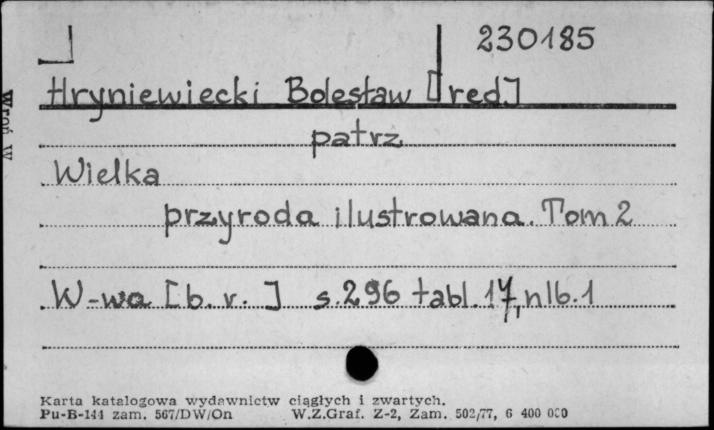 230185
Hryniewiecki Bolesław [red.]
patrz
Wielka
przyroda ilustrowana. Tom 2
W-wa [b. r. ] s. 296 tabl. 17, nlb. 1
Karta katalogowa wydawnictw ciągłych i zwartych.
Pu-B-144 zam. 567/DW/On W.Z.Graf. Z-2, Zam. 502/77, 6 400 000